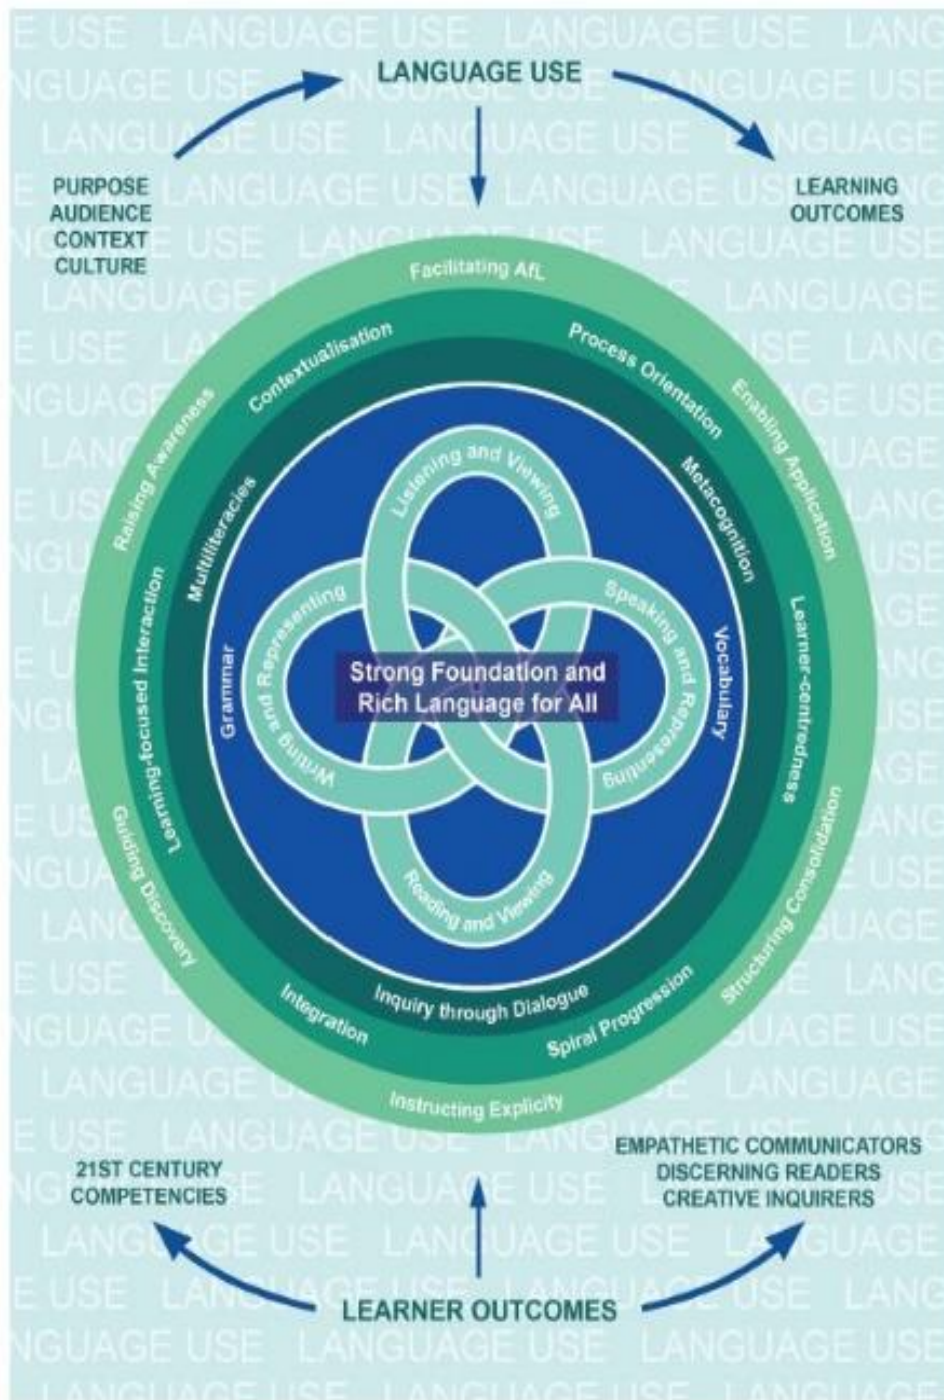 LANGUAGE USE
PURPOSE
AUDIENCE
CONTEXT
CULTURE
LEARNING
OUTCOMES
Facilitating AfL
Raising Awareness
Enabling Application
Guiding Discovery
Structuring Consolidation
Instructing Explicity
Contextualisation
Process Orientation
Learning-focused Interaction
Learner-centredness
Integration
Spiral Progression
Multiliteracies
Metacognition
Inquiry through Dialogue
Grammar
Vocabulary
Listening and Viewing
Writing and Representing
Speaking and Representing
Reading and Viewing
Strong Foundation and
Rich Language for All
21ST CENTURY
COMPETENCIES
EMPATHETIC COMMUNICATORS
DISCERNING READERS
CREATIVE INQUIRERS
LEARNER OUTCOMES